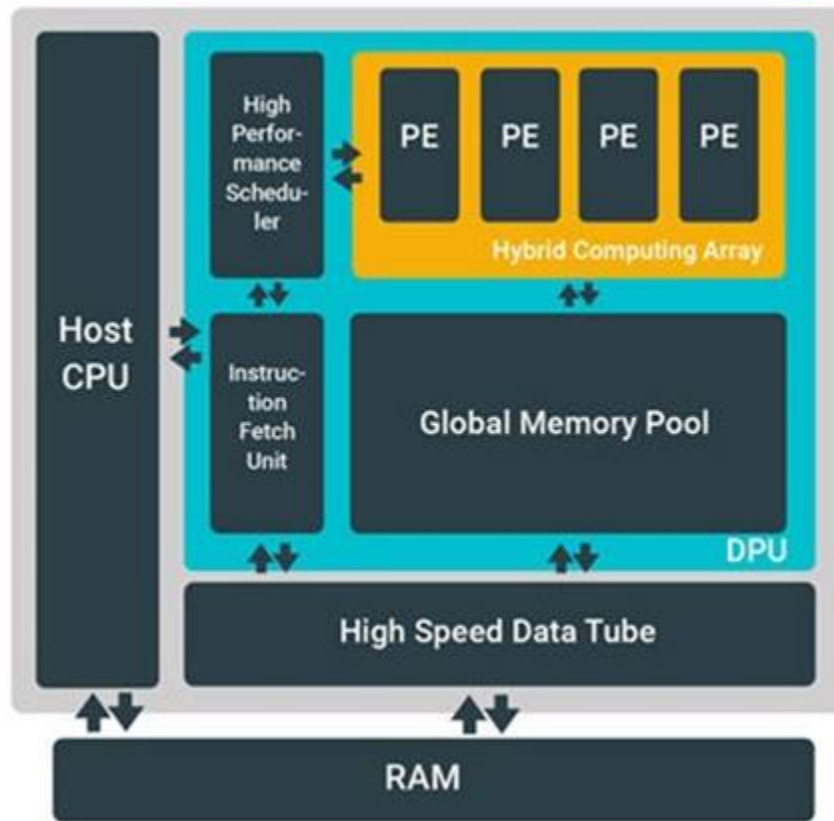 High
Perfor-
mance
Schedu-
ler
PE
PE
PE
PE
Hybrid Computing Array
Host
CPU
Instruc-
tion
Fetch
Unit
Global Memory Pool
DPU
High Speed Data Tube
RAM